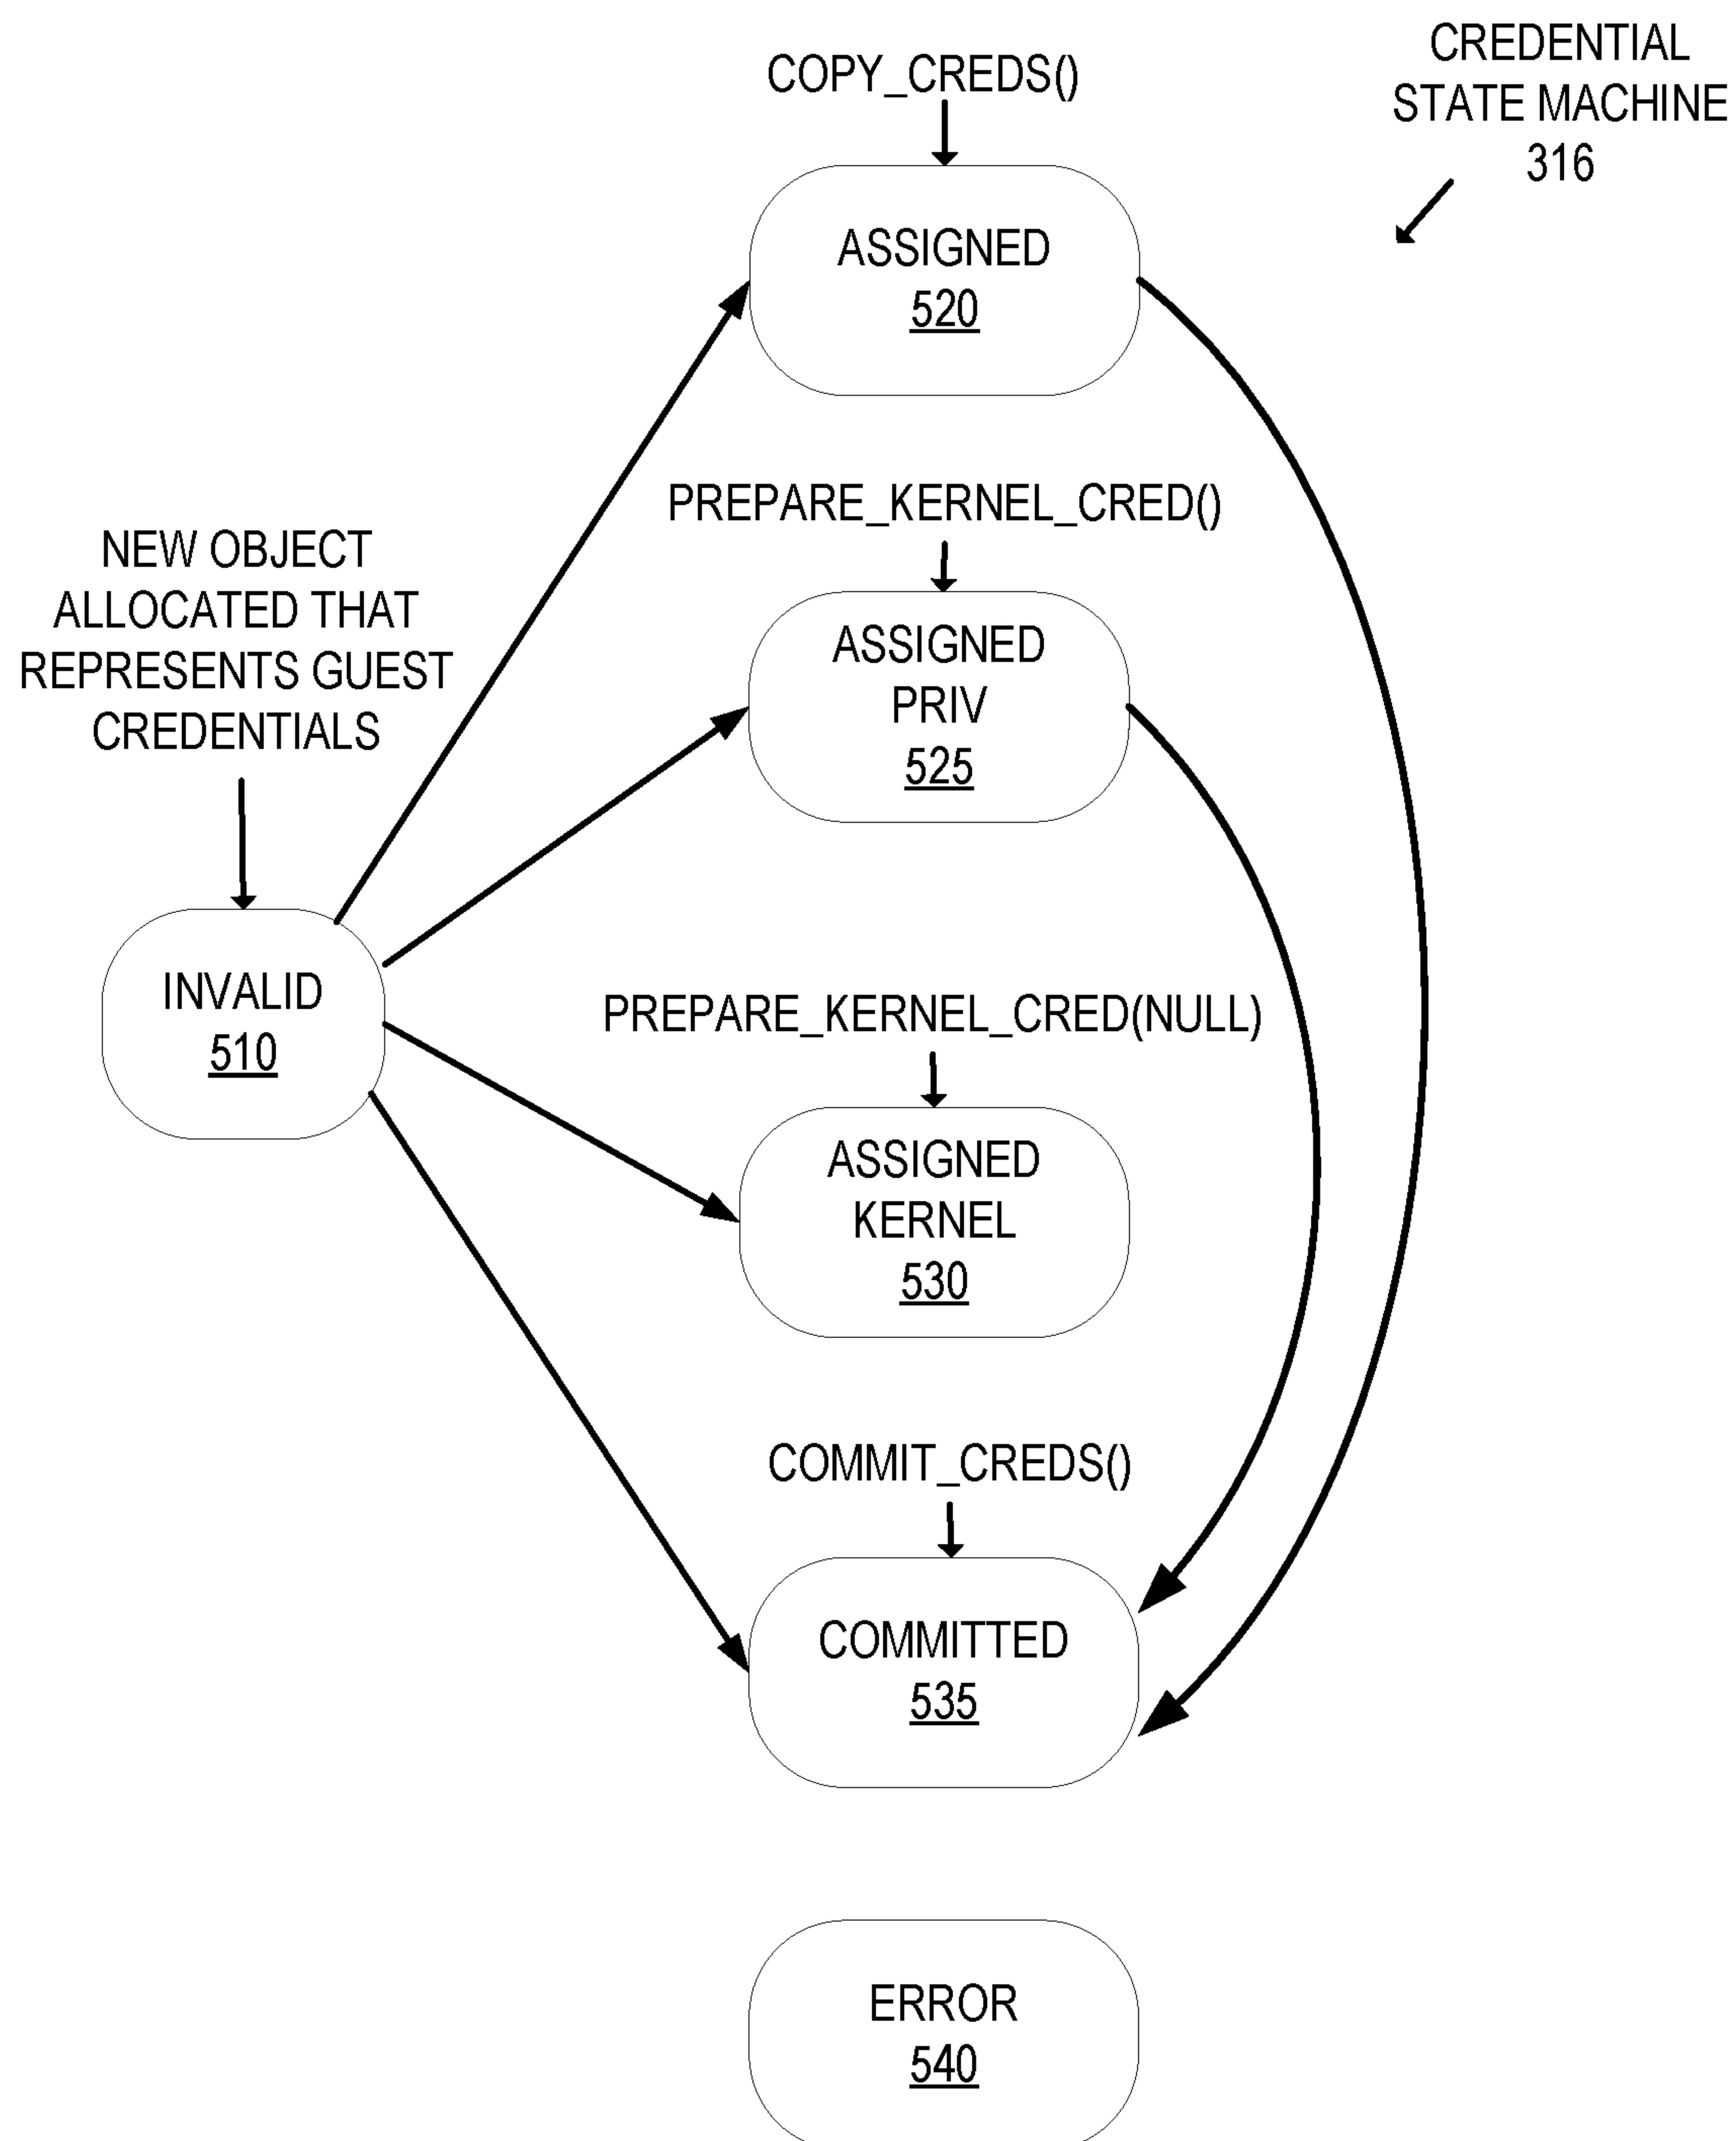 COPY_CREDS()
CREDENTIAL
STATE MACHINE
316
ASSIGNED
520
PREPARE_KERNEL_CRED()
NEW OBJECT
ALLOCATED THAT
REPRESENTS GUEST
CREDENTIALS
ASSIGNED
PRIV
525
INVALID
510
PREPARE_KERNEL_CRED(NULL)
ASSIGNED
KERNEL
530
COMMIT_CREDS()
COMMITTED
535
ERROR
540